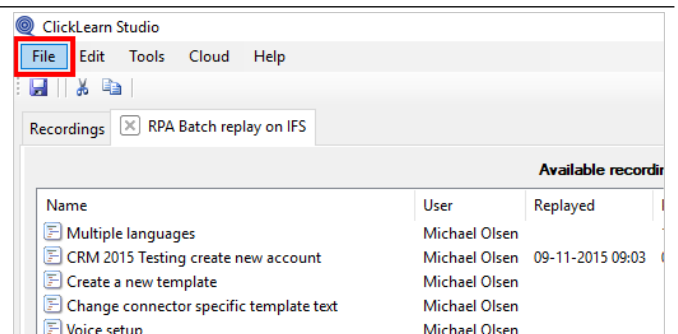 ClickLearn Studio
File Edit Tools Cloud Help
Recordings RPA Batch replay on IFS
Available
Name User Replayed
Multiple languages Michael Olsen
CRM 2015 Testing create new account Michael Olsen 09-11-2015 09:03
Create a new template Michael Olsen
Change connector specific template text Michael Olsen
Voice setup Michael Olsen